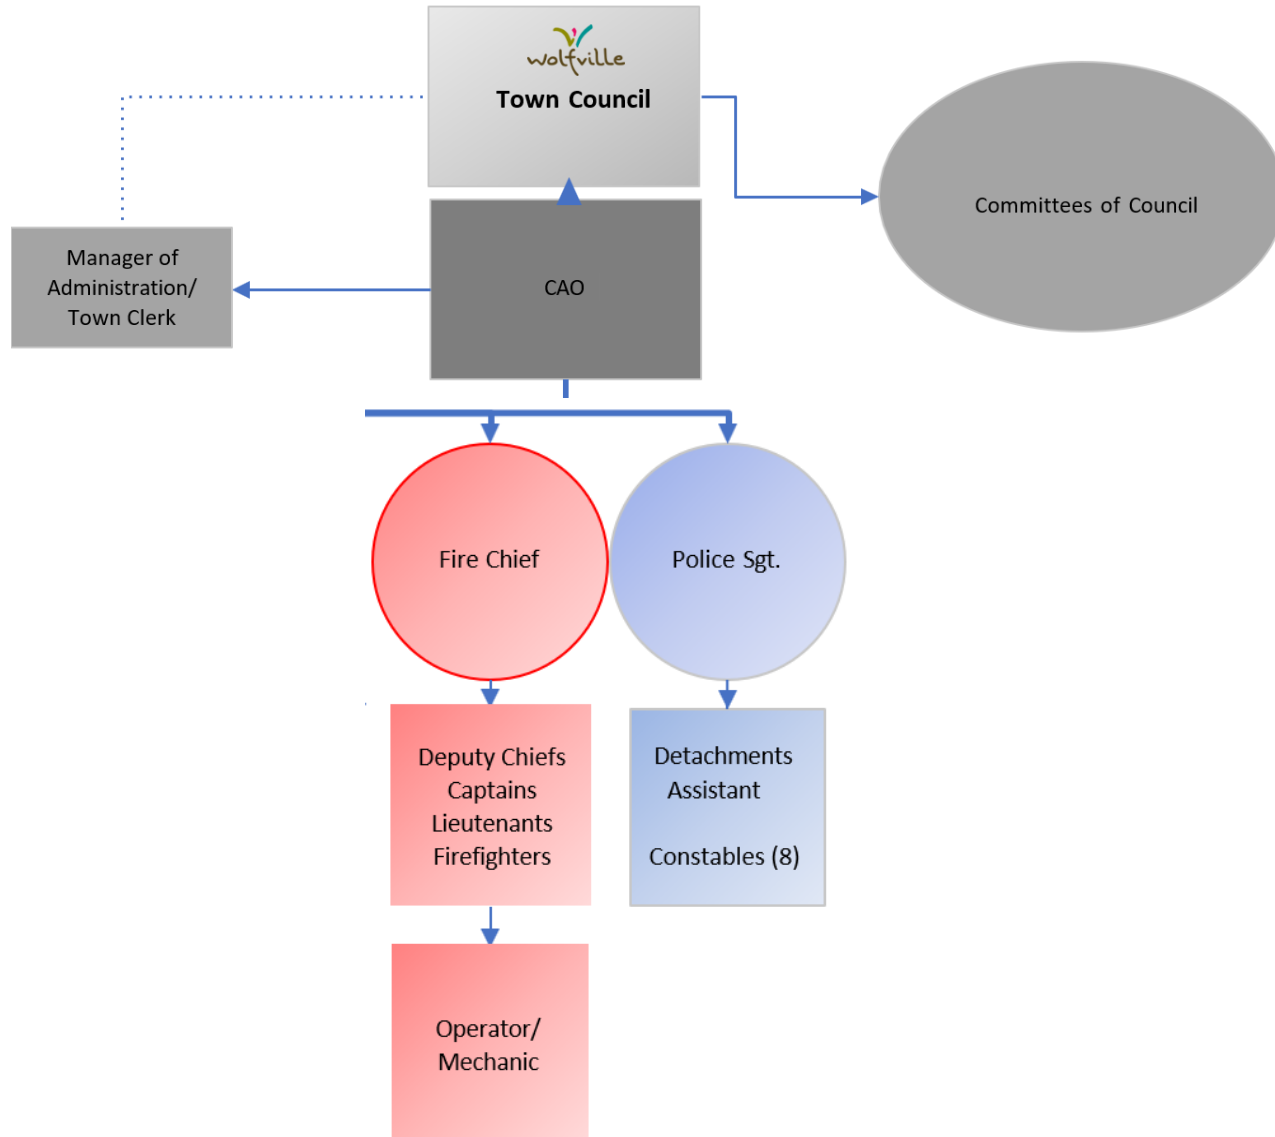 wolfville
Town Council
Committees of Council
Manager of
Administration/
Town Clerk
CAO
Fire Chief
Police Sgt.
Deputy Chiefs
Captains
Lieutenants
Firefighters
Detachments
Assistant
Constables (8)
Operator/
Mechanic